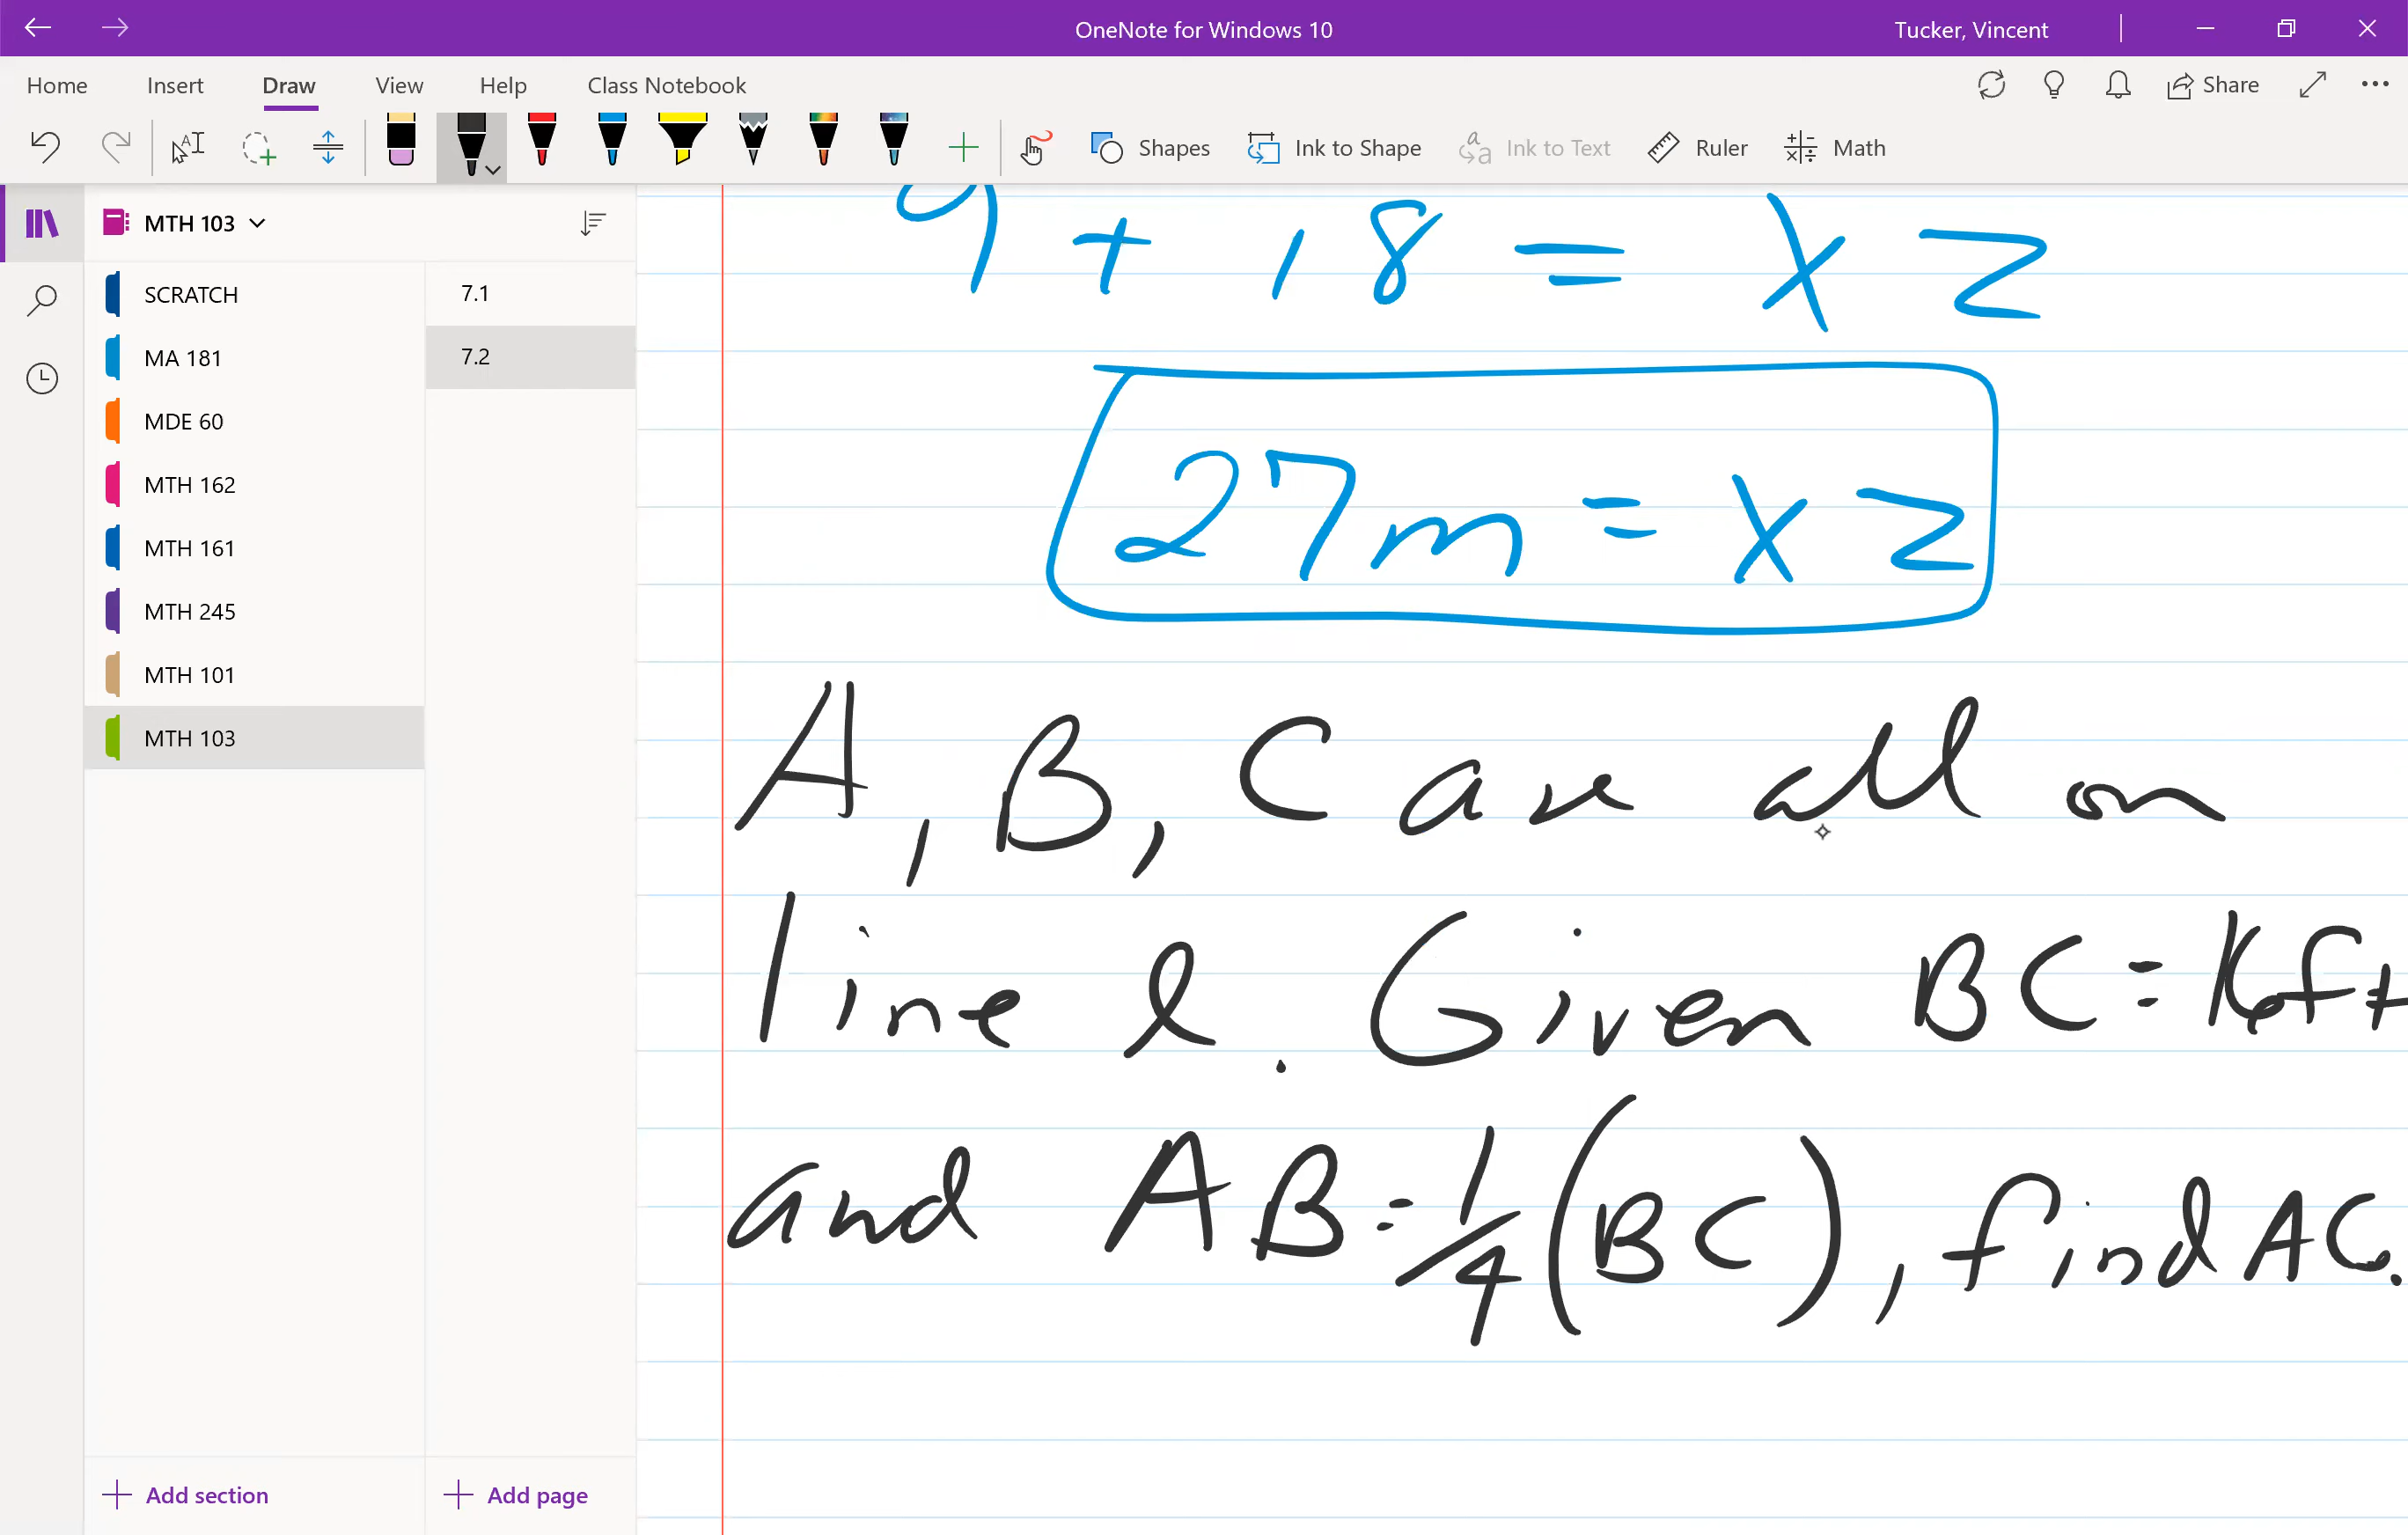 OneNote for Windows 10
Tucker, Vincent
Home Insert Draw View Help Class Notebook
Share
Shapes Ink to Shape Ink to Text Ruler Math
MTH 103
SCRATCH
MA 181
MDE 60
MTH 162
MTH 161
MTH 245
MTH 101
MTH 103
Add section
7.1
7.2
Add page
9 + 18 = XZ
27m = XZ
A, B, C are all on
line l. Given BC = 16ft
and AB = 1/4 (BC), find AC.